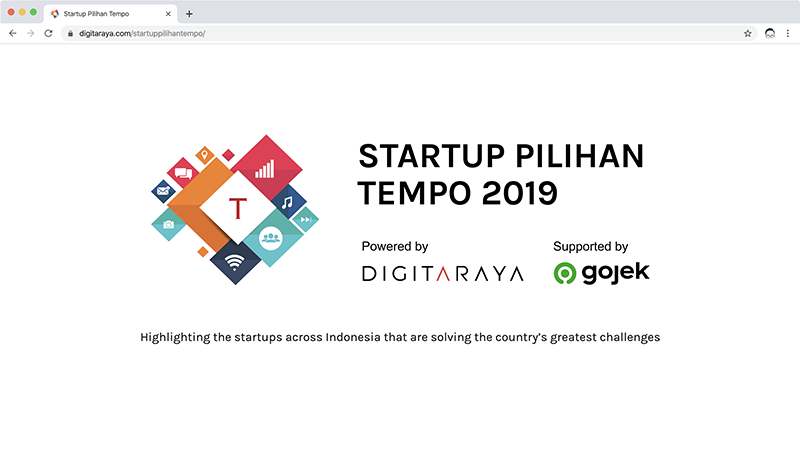 Startup Pilihan Tempo
digitaraya.com/startuppilihantempo/
T
STARTUP PILIHAN
TEMPO 2019
Powered by
DIGITARAYA
Supported by
gojek
Highlighting the startups across Indonesia that are solving the country's greatest challenges